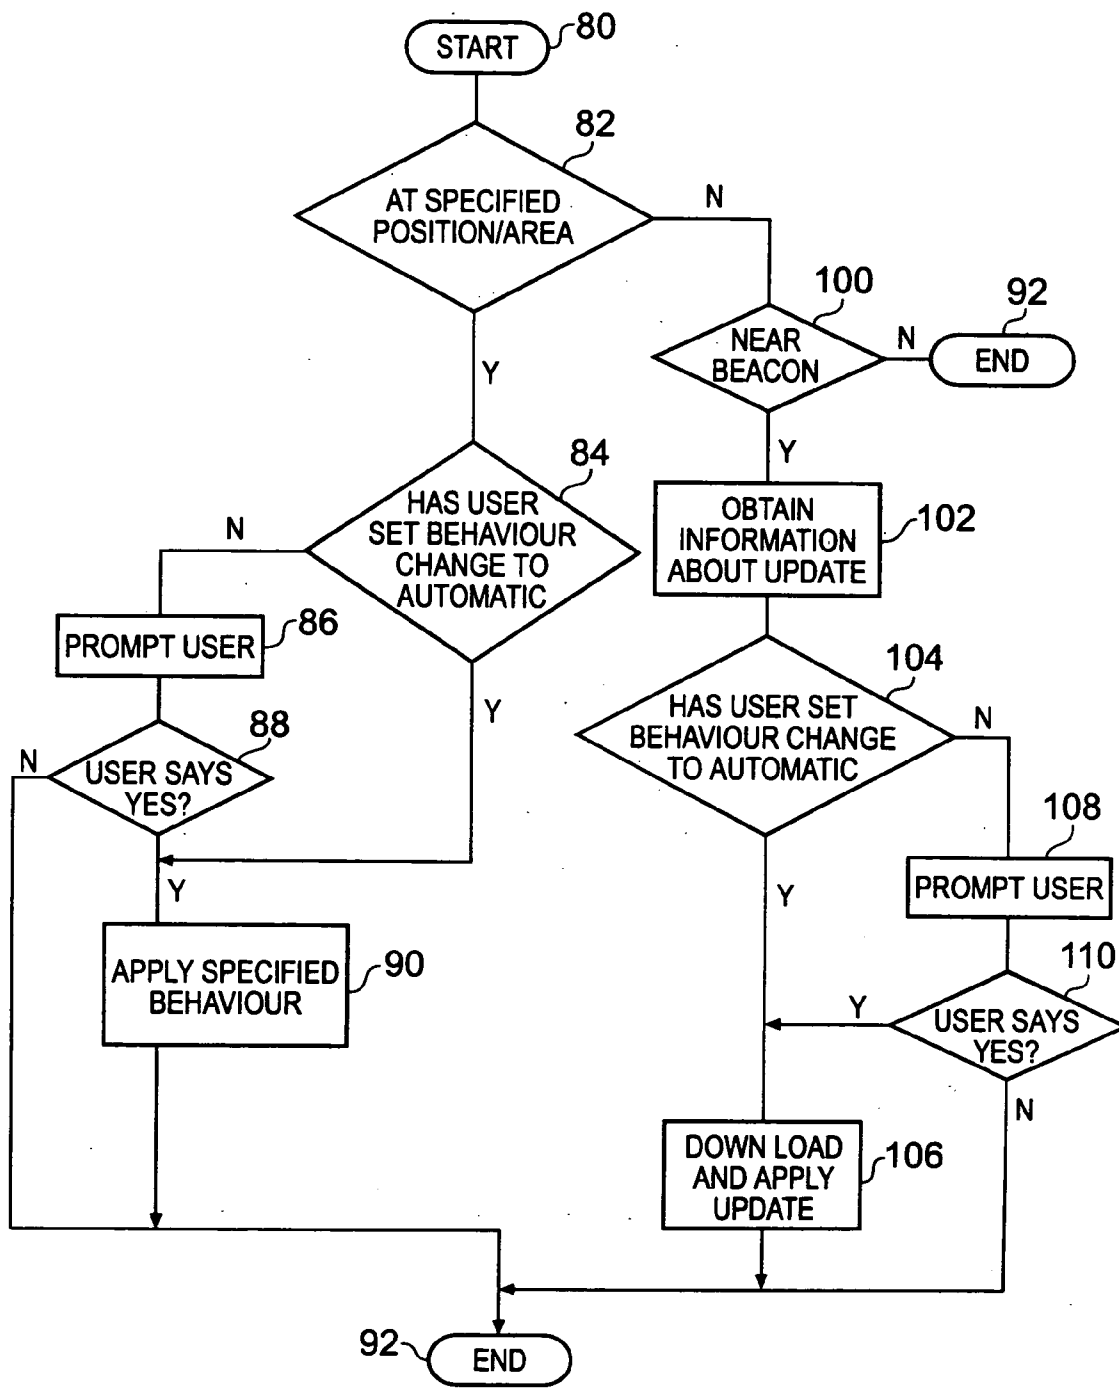 START
80
82
AT SPECIFIED
POSITION/AREA
N
Y
100
NEAR
BEACON
N
92
END
Y
84
HAS USER
SET BEHAVIOUR
CHANGE TO
AUTOMATIC
N
Y
OBTAIN
INFORMATION
ABOUT UPDATE
102
PROMPT USER
86
104
HAS USER SET
BEHAVIOUR CHANGE
TO AUTOMATIC
N
Y
88
USER SAYS
YES?
N
Y
108
PROMPT USER
APPLY SPECIFIED
BEHAVIOUR
90
110
USER SAYS
YES?
Y
N
DOWN LOAD
AND APPLY
UPDATE
106
92
END